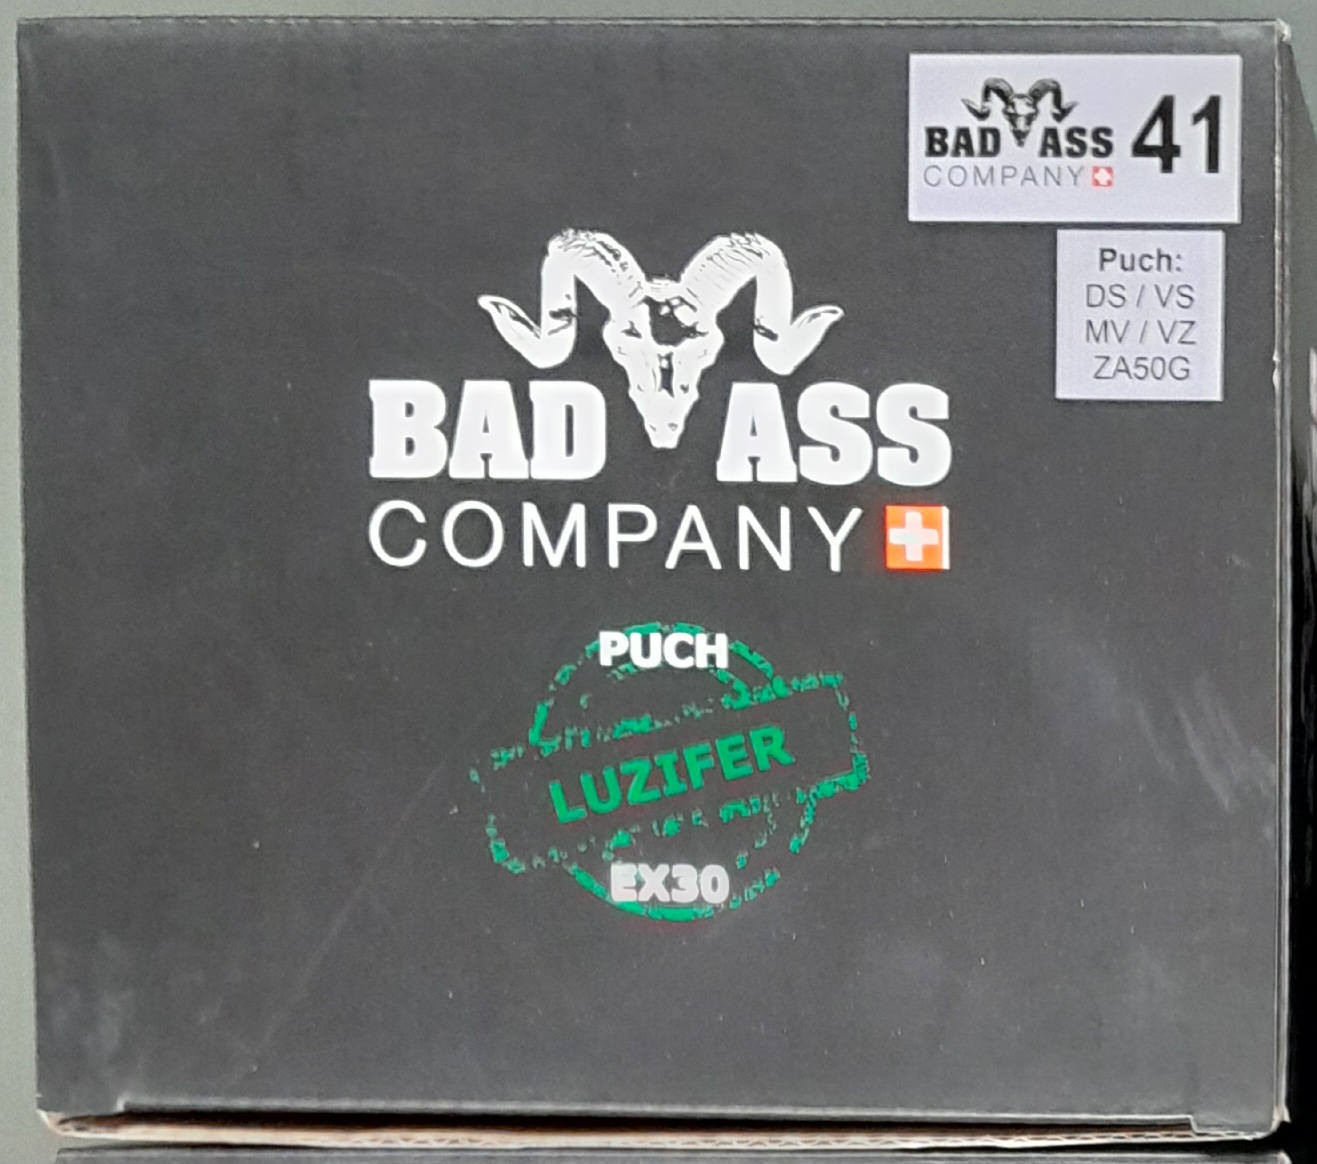 BAD ASS 41
COMPANY
Puch:
DS / VS
MV / VZ
ZA50G
BAD ASS
COMPANY
PUCH
LUZIFER
EX30